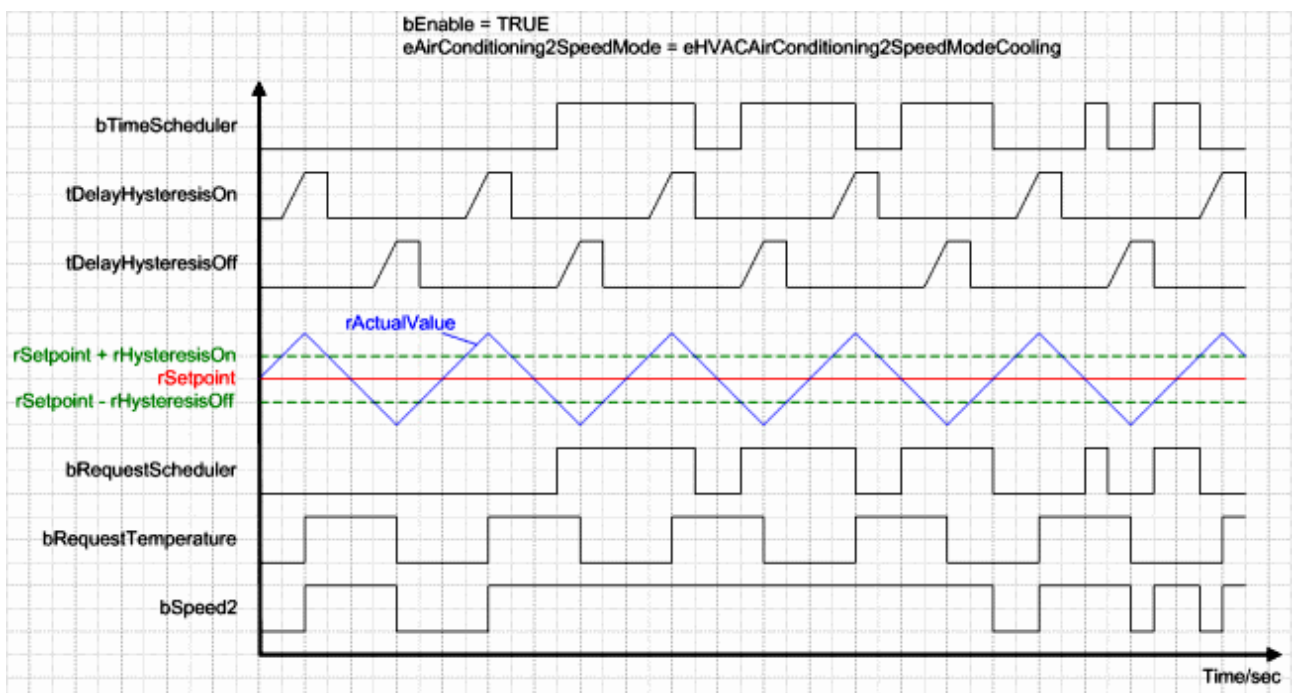 bEnable = TRUE
eAirConditioning2SpeedMode = eHVACAirConditioning2SpeedModeCooling
bTimeScheduler
tDelayHysteresisOn
tDelayHysteresisOff
rActualValue
rSetpoint + rHysteresisOn
rSetpoint
rSetpoint - rHysteresisOff
bRequestScheduler
bRequestTemperature
bSpeed2
Time/sec